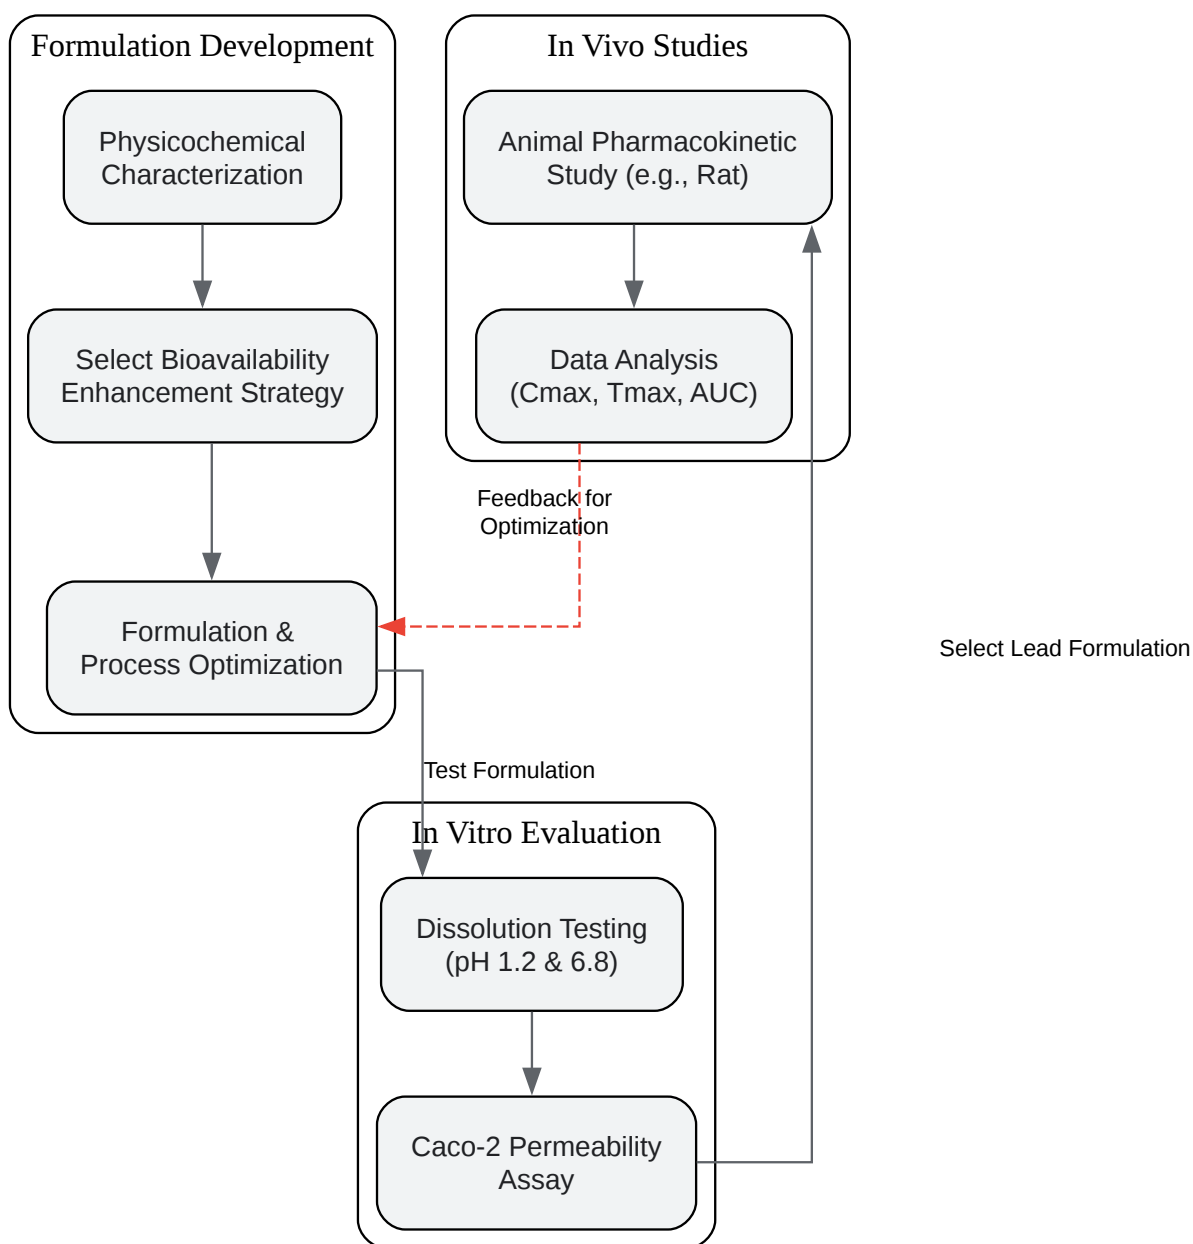 Formulation Development
Physicochemical
Characterization
Select Bioavailability
Enhancement Strategy
Formulation &
Process Optimization
In Vivo Studies
Animal Pharmacokinetic
Study (e.g., Rat)
Data Analysis
(Cmax, Tmax, AUC)
Feedback for
Optimization
Select Lead Formulation
Test Formulation
In Vitro Evaluation
Dissolution Testing
(pH 1.2 & 6.8)
Caco-2 Permeability
Assay